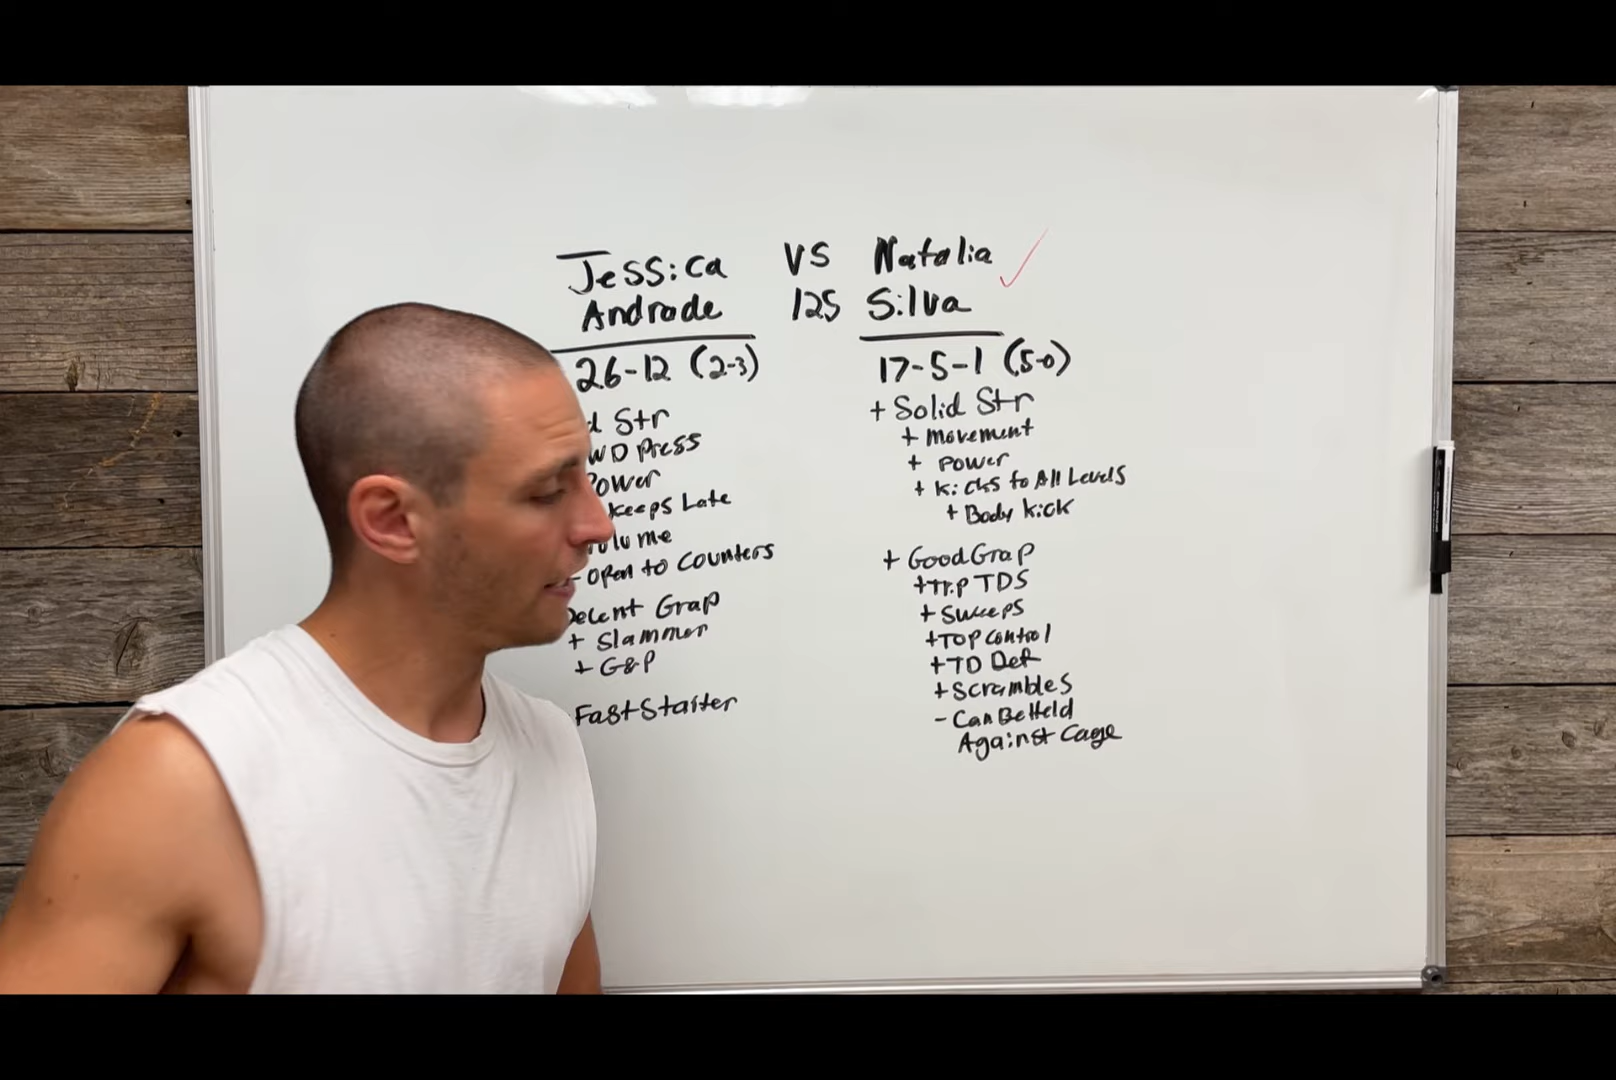 Jessica VS Natalia
Andrade 125 Silva
26-12 (2-3)
Str
WD Press
Power
keeps Late
Volume
- open to Counters
Decent Grap
+ Slammer
+ G&P
Fast Starter
17-5-1 (5-0)
+ Solid Str
+ Movement
+ Power
+ Kicks to All Levels
+ Body Kick
+ Good Grap
+ Trip TDS
+ Sweeps
+ Top Control
+ TD Def
+ Scrambles
- Can Be Held
Against Cage